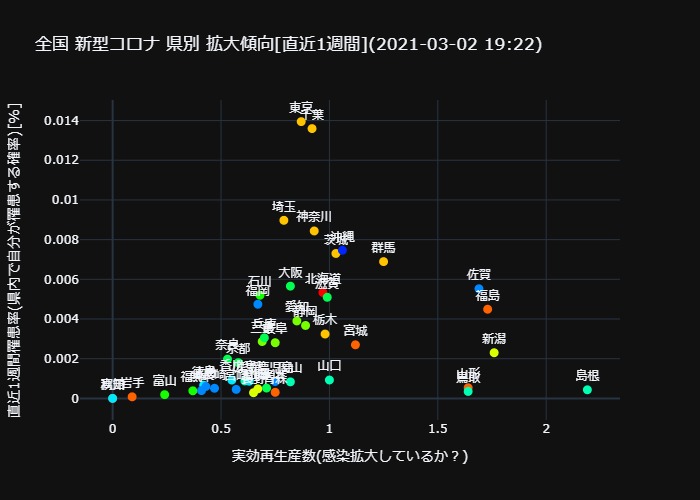 全国 新型コロナ 県別 拡大傾向[直近1週間](2021-03-02 19:22)
直近1週間罹患率(県内で自分が罹患する確率)[%]
0.014
0.012
0.01
0.008
0.006
0.004
0.002
0
東京
千葉
埼玉
神奈川
沖縄
茨城
群馬
大阪
北海道
滋賀
佐賀
石川
福岡
福島
愛知
静岡
栃木
兵庫
岐阜
宮城
新潟
奈良
京都
山口
山形
鳥取
島根
富山
岩手
0
0.5
1
1.5
2
実効再生産数(感染拡大しているか？)